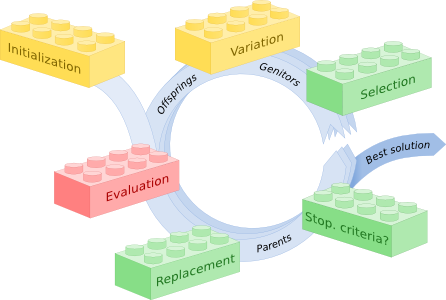 Initialization
Variation
Offsprings
Genitors
Selection
Best solution
Evaluation
Stop. criteria?
Parents
Replacement